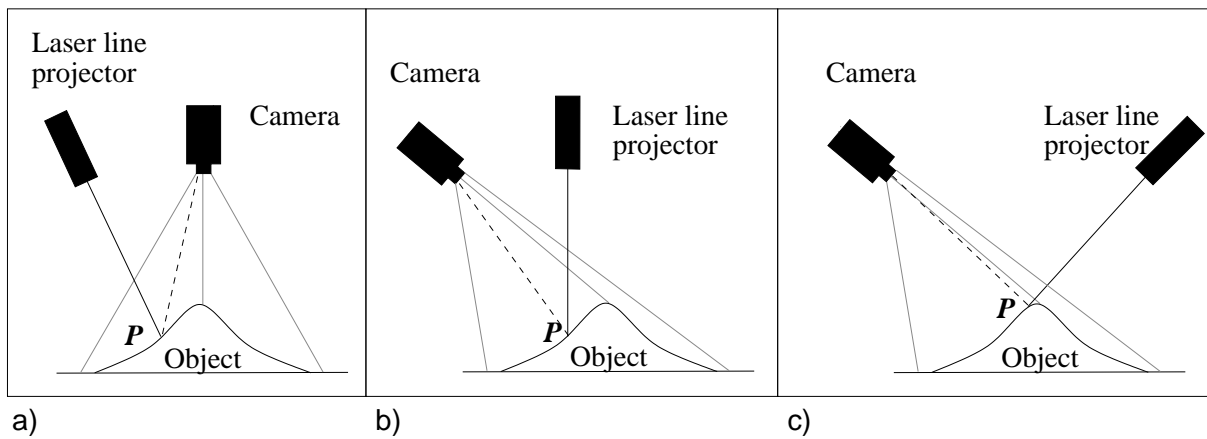 Laser line
projector
Camera
P
Object
a)
Camera
Laser line
projector
P
Object
b)
Camera
Laser line
projector
P
Object
c)